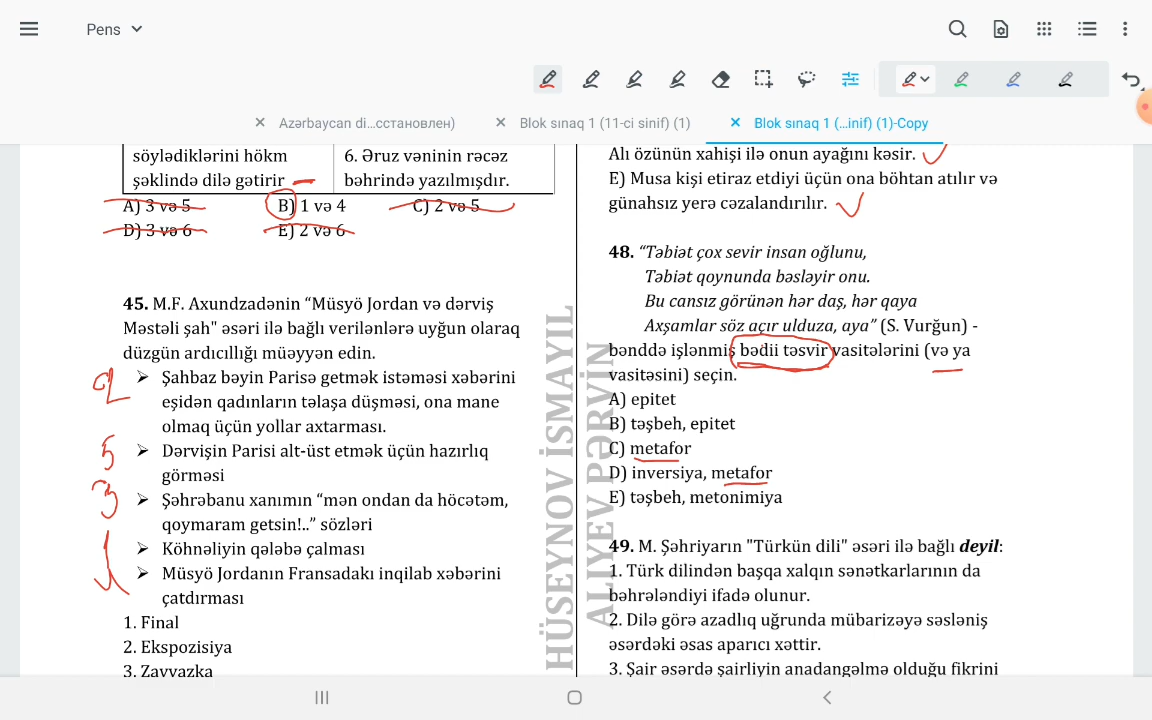 Pens
Azərbaycan di...сстановлен)
Blok sınaq 1 (11-ci sinif) (1)
Blok sınaq 1 (...inif) (1)-Copy
söylədiklərini hökm
şəklində dilə gətirir
6. Əruz vəninin rəcəz
bəhrində yazılmışdır.
A) 3 və 5 B) 1 və 4 C) 2 və 5
D) 3 və 6 E) 2 və 6
45. M.F. Axundzadənin “Müsyö Jordan və dərviş
Məstəli şah" əsəri ilə bağlı verilənlərə uyğun olaraq
düzgün ardıcıllığı müəyyən edin.
2 ➢ Şahbaz bəyin Parisə getmək istəməsi xəbərini
eşidən qadınların təlaşa düşməsi, ona mane
olmaq üçün yollar axtarması.
5 ➢ Dərvişin Parisi alt-üst etmək üçün hazırlıq
görməsi
3 ➢ Şəhrəbanu xanımın “mən ondan da höcətəm,
qoymaram getsin!..” sözləri
1 ➢ Köhnəliyin qələbə çalması
➢ Müsyö Jordanın Fransadakı inqilab xəbərini
çatdırması
1. Final
2. Ekspozisiya
3. Zavyazka
HÜSEYNOV İSMAYIL
ALIYEV PƏRVİN
Alı özünün xahişi ilə onun ayağını kəsir.
E) Musa kişi etiraz etdiyi üçün ona böhtan atılır və
günahsız yerə cəzalandırılır.
48. “Təbiət çox sevir insan oğlunu,
Təbiət qoynunda bəsləyir onu.
Bu cansız görünən hər daş, hər qaya
Axşamlar söz açır ulduza, aya” (S. Vurğun) -
bənddə işlənmiş bədii təsvir vasitələrini (və ya
vasitəsini) seçin.
A) epitet
B) təşbeh, epitet
C) metafor
D) inversiya, metafor
E) təşbeh, metonimiya
49. M. Şəhriyarın "Türkün dili" əsəri ilə bağlı deyil:
1. Türk dilindən başqa xalqın sənətkarlarının da
bəhrələndiyi ifadə olunur.
2. Dilə görə azadlıq uğrunda mübarizəyə səsləniş
əsərdəki əsas aparıcı xəttir.
3. Şair əsərdə şairliyin anadangəlmə olduğu fikrini